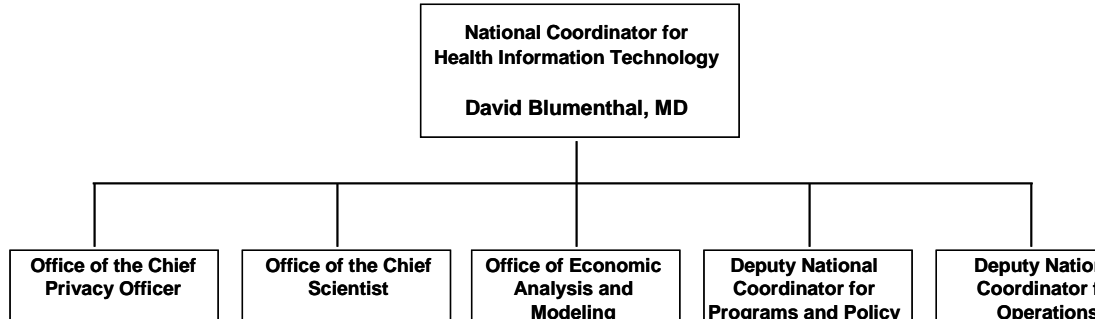 National Coordinator for
Health Information Technology
David Blumenthal, MD
Office of the Chief
Privacy Officer
Office of the Chief
Scientist
Office of Economic
Analysis and
Modeling
Deputy National
Coordinator for
Programs and Policy
Deputy
Coordinator
Operations